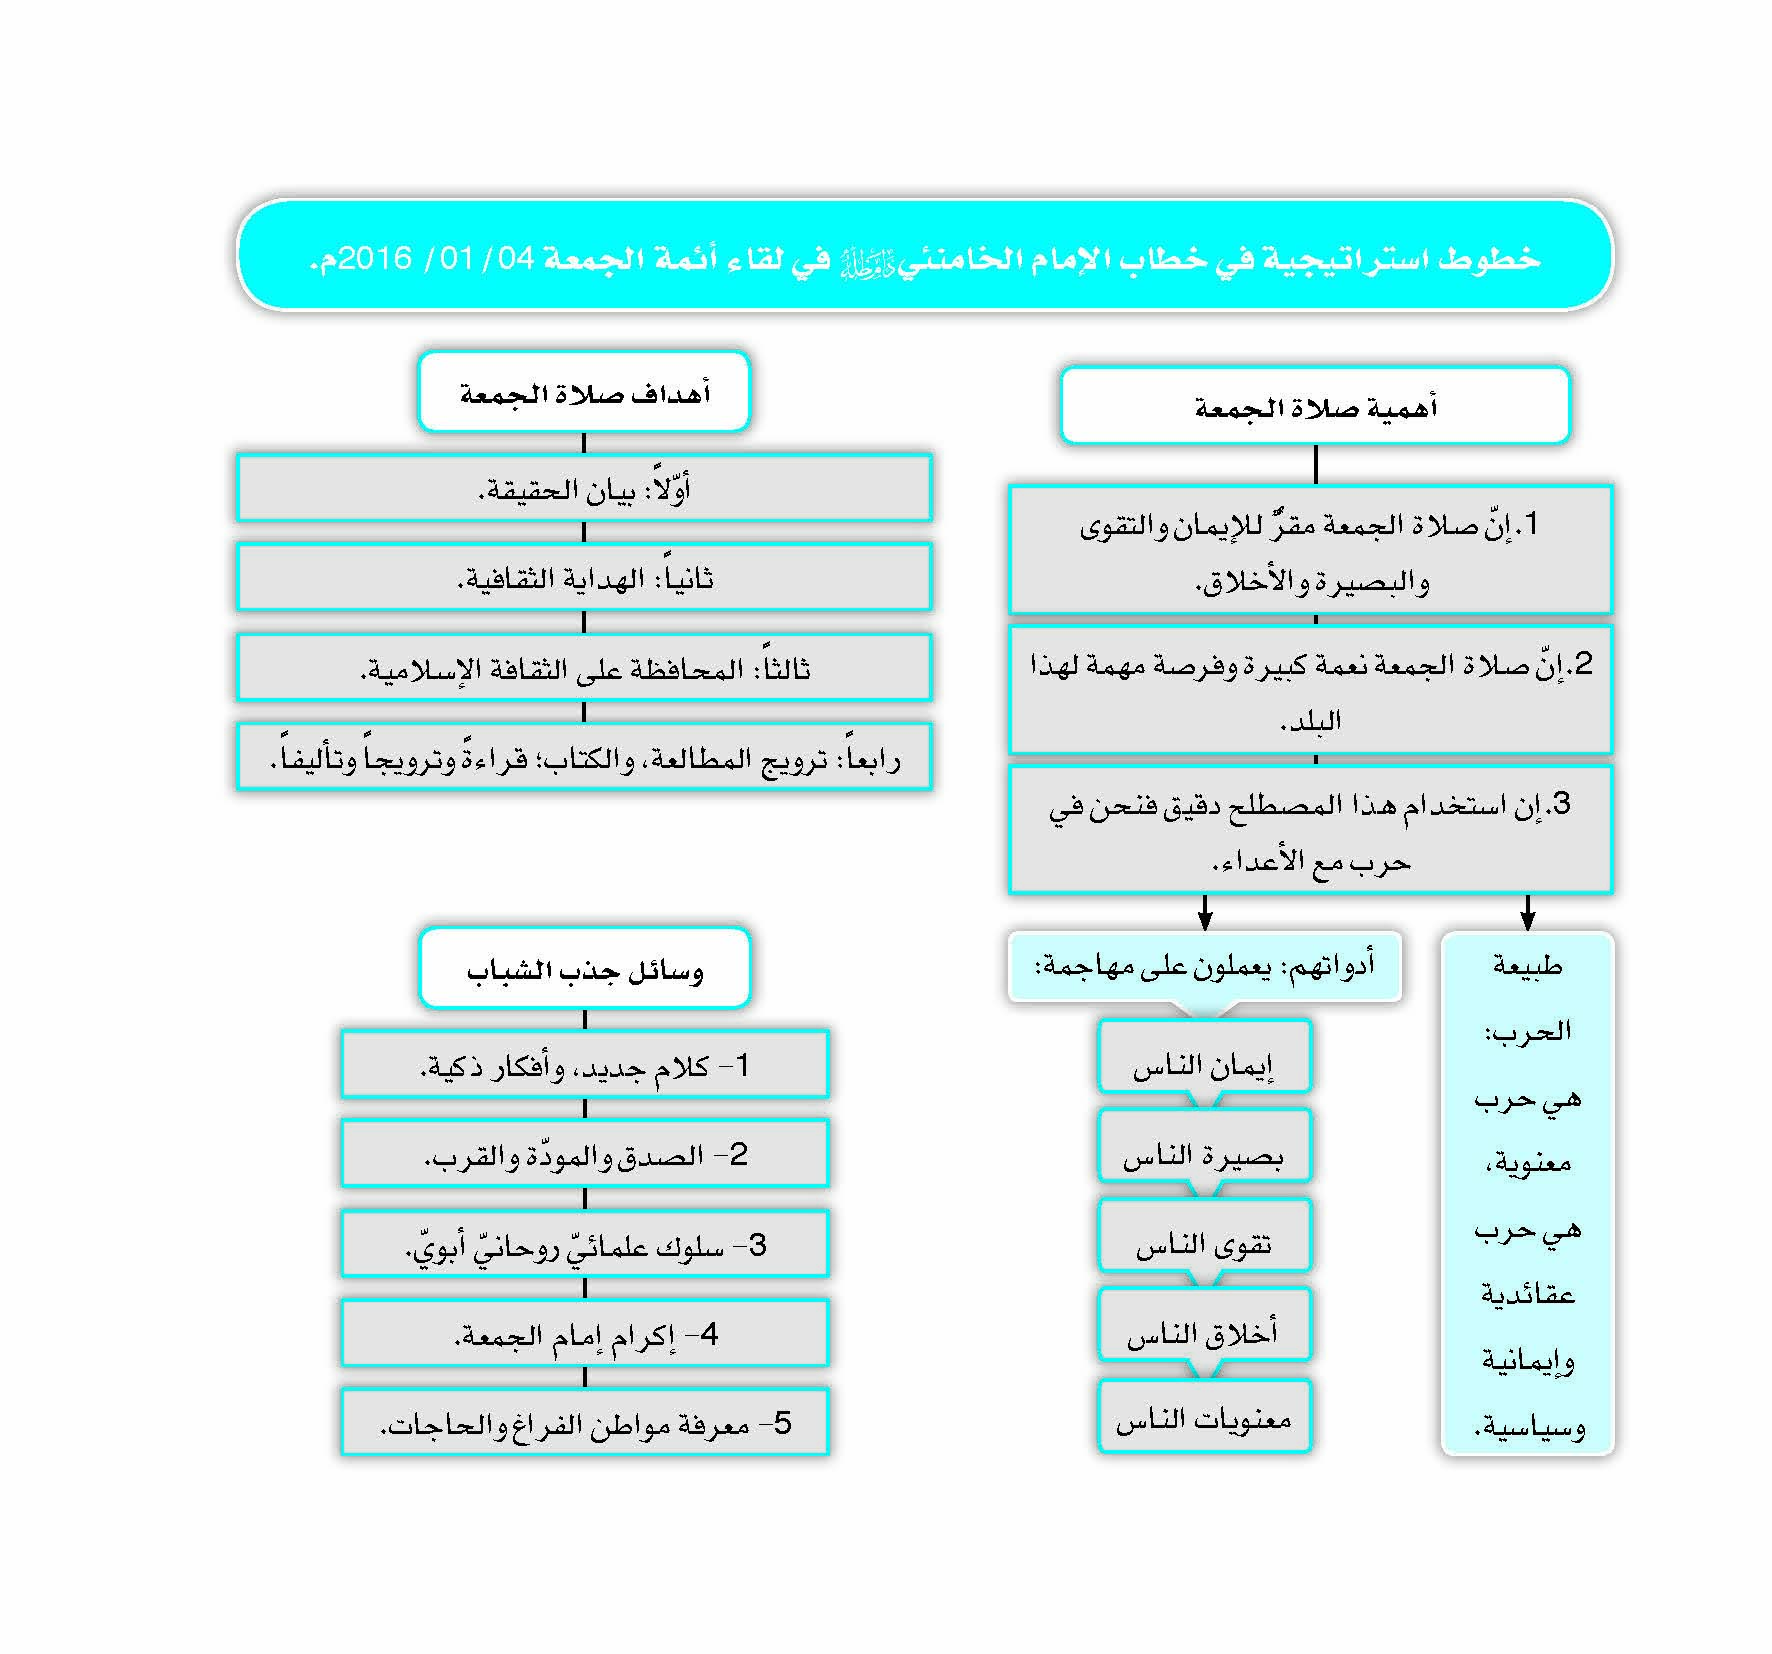 خطوط استراتيجية في خطاب الإمام الخامنئي دام ظله في لقاء أئمة الجمعة 04 /01 / 2016م.
أهمية صلاة الجمعة
1.إنّ صلاة الجمعة مقرٌّ للإيمان والتقوى
والبصيرة والأخلاق.
2.إنّ صلاة الجمعة نعمة كبيرة وفرصة مهمة لهذا
البلد.
3.إن استخدام هذا المصطلح دقيق فنحن في
حرب مع الأعداء.
طبيعة
الحرب:
هي حرب
معنوية،
هي حرب
عقائدية
وإيمانية
وسياسية.
أدواتهم: يعملون على مهاجمة:
إيمان الناس
بصيرة الناس
تقوى الناس
أخلاق الناس
معنويات الناس
أهداف صلاة الجمعة
أوّلاً: بيان الحقيقة.
ثانياً: الهداية الثقافية.
ثالثاً: المحافظة على الثقافة الإسلامية.
رابعاً: ترويج المطالعة، والكتاب؛ قراءةً وترويجاً وتأليفاً.
وسائل جذب الشباب
1– كلام جديد، وأفكار ذكية.
2– الصدق والمودّة والقرب.
3– سلوك علمائيّ روحانيّ أبويّ.
4– إكرام إمام الجمعة.
5– معرفة مواطن الفراغ والحاجات.